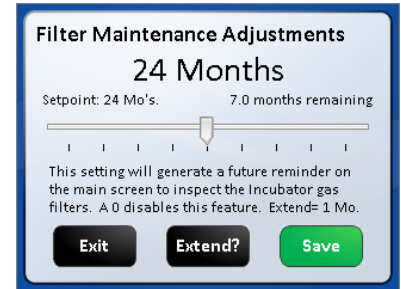 Filter Maintenance Adjustments
24 Months
Setpoint: 24 Mo's. 7.0 months remaining
This setting will generate a future reminder on
the main screen to inspect the Incubator gas
filters. A 0 disables this feature. Extend= 1 Mo.
Exit Extend? Save